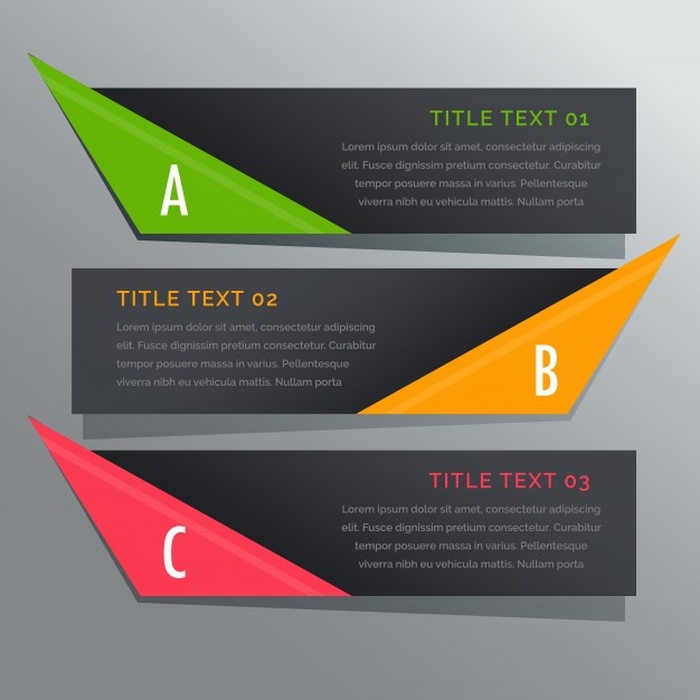 TITLE TEXT 01
Lorem ipsum dolor sit amet, consectetur adipiscing
elit. Fusce dignissim pretium consectetur. Curabitur
tempor posuere massa in varius. Pellentesque
viverra nibh eu vehicula mattis. Nullam porta
A
TITLE TEXT 02
Lorem ipsum dolor sit amet, consectetur adipiscing
elit. Fusce dignissim pretium consectetur. Curabitur
tempor posuere massa in varius. Pellentesque
viverra nibh eu vehicula mattis. Nullam porta
B
TITLE TEXT 03
Lorem ipsum dolor sit amet, consectetur adipiscing
elit. Fusce dignissim pretium consectetur. Curabitur
tempor posuere massa in varius. Pellentesque
viverra nibh eu vehicula mattis. Nullam porta
C